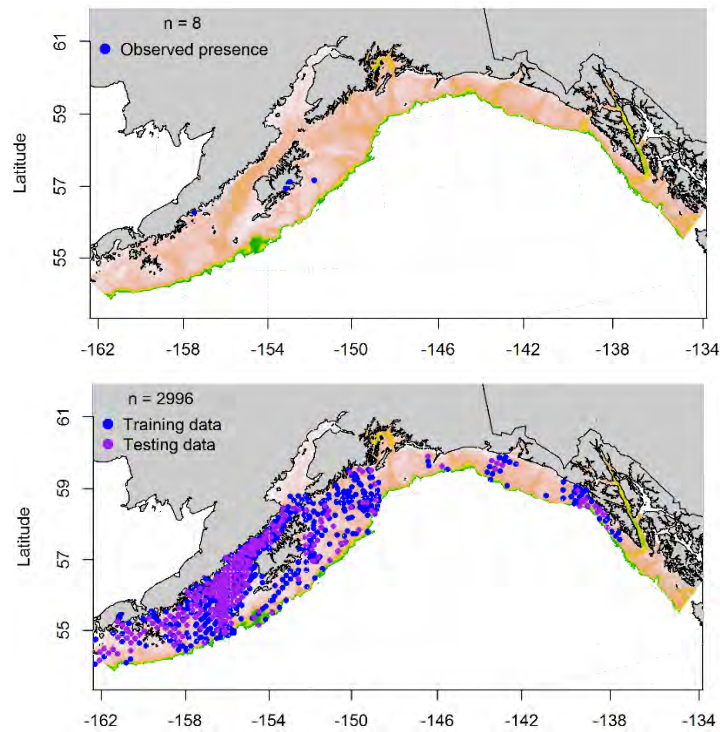 n = 8
Observed presence
61
59
57
55
Latitude
-162 -158 -154 -150 -146 -142 -138 -134
n = 2996
Training data
Testing data
61
59
57
55
Latitude
-162 -158 -154 -150 -146 -142 -138 -134